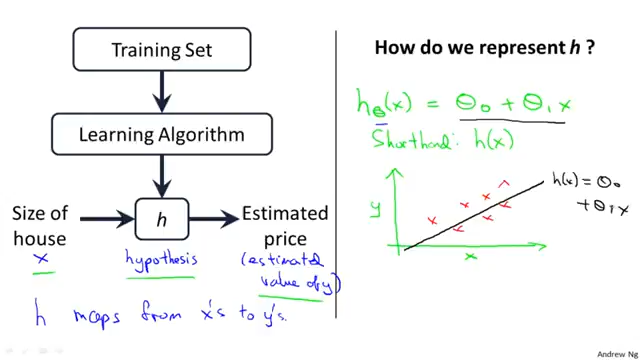 Training Set
Learning Algorithm
Size of house
h
Estimated price
x
hypothesis
(estimated value of y)
h maps from x's to y's.
How do we represent h ?
hθ(x) = θ₀ + θ₁x
Shorthand: h(x)
y
x
h(x) = θ₀
+ θ₁x
Andrew Ng